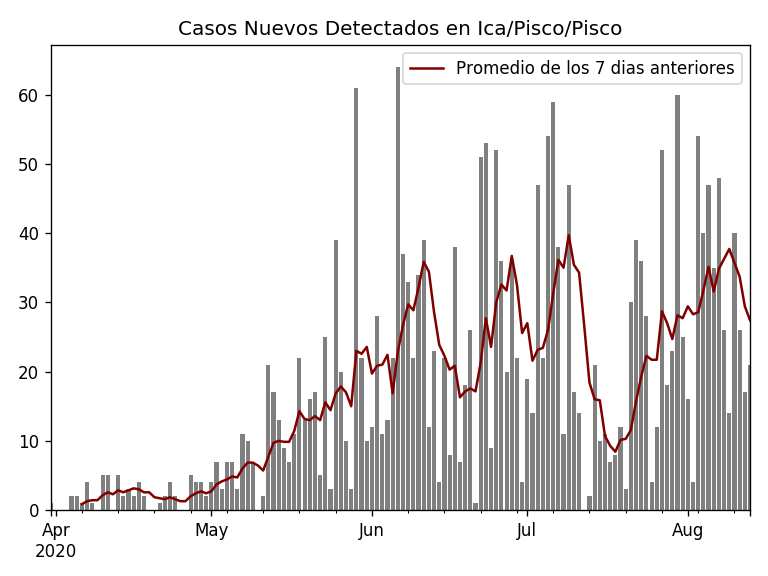 Casos Nuevos Detectados en Ica/Pisco/Pisco
Promedio de los 7 dias anteriores
60
50
40
30
20
10
0
Apr May Jun Jul Aug
2020